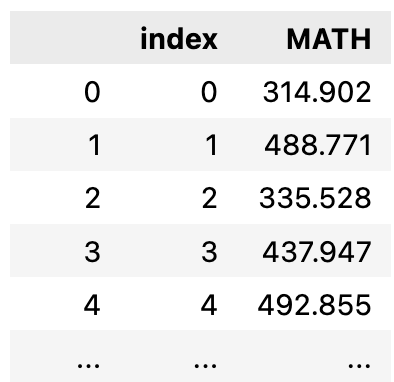 index MATH
0 0 314.902
1 1 488.771
2 2 335.528
3 3 437.947
4 4 492.855
... ... ...